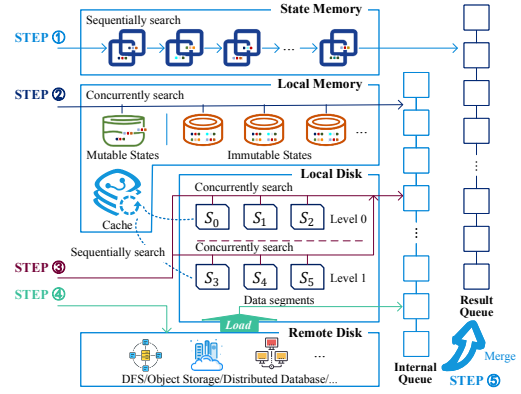 State Memory
Sequentially search
STEP ①
...
STEP ②
Local Memory
Concurrently search
Mutable States
Immutable States
...
Local Disk
Concurrently search
S0 S1 S2 Level 0
Cache
Sequentially search
Concurrently search
STEP ③
S3 S4 S5 Level 1
STEP ④
Data segments
Load
Remote Disk
...
DFS/Object Storage/Distributed Database/...
...
...
Internal
Queue
Result
Queue
Merge
STEP ⑤